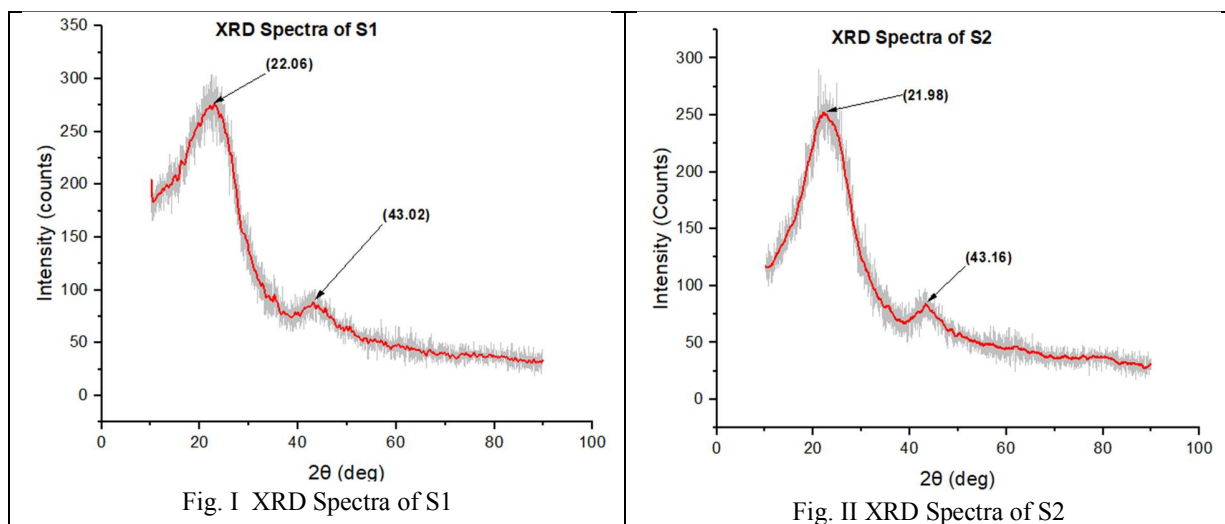 XRD Spectra of S1
(22.06)
(43.02)
Intensity (counts)
350
300
250
200
150
100
50
0
0 20 40 60 80 100
2θ (deg)
Fig. I XRD Spectra of S1
XRD Spectra of S2
(21.98)
(43.16)
Intensity (Counts)
300
250
200
150
100
50
0
0 20 40 60 80 100
2θ (deg)
Fig. II XRD Spectra of S2